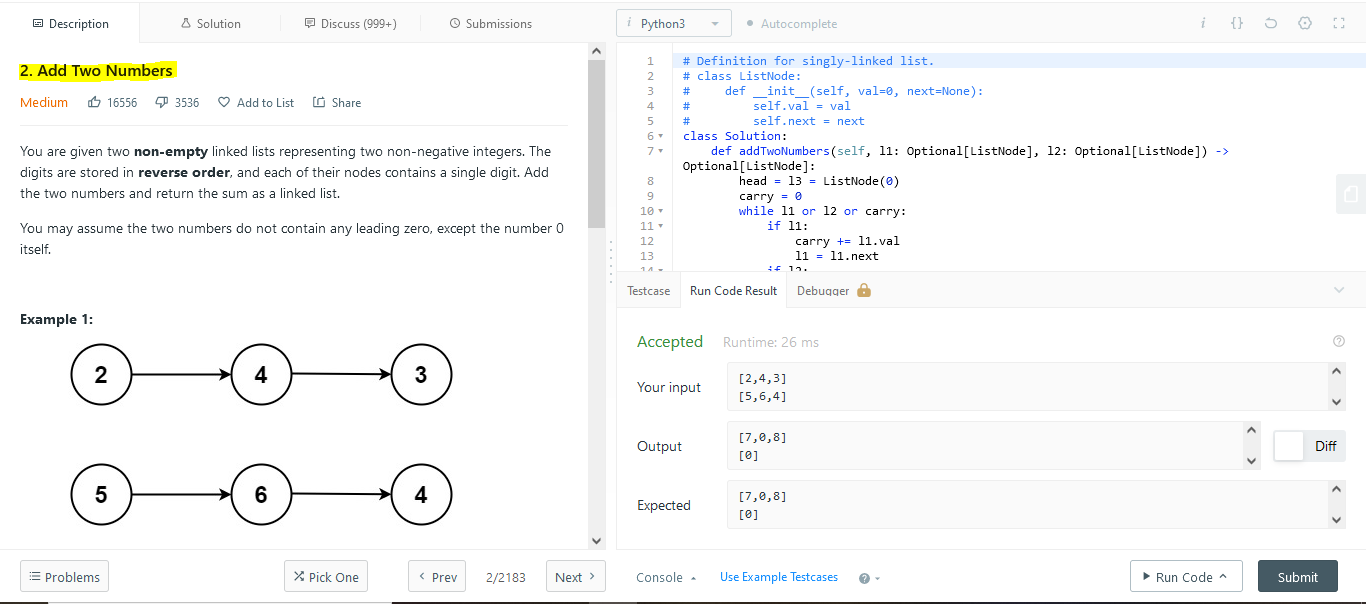 Description
Solution
Discuss (999+)
Submissions
2. Add Two Numbers
Medium 16556 3536 Add to List Share
You are given two non-empty linked lists representing two non-negative integers. The
digits are stored in reverse order, and each of their nodes contains a single digit. Add
the two numbers and return the sum as a linked list.
You may assume the two numbers do not contain any leading zero, except the number 0
itself.
Example 1:
2 4 3
5 6 4
Problems
Pick One
Prev
2/2183
Next
i Python3
Autocomplete
i {}
1 # Definition for singly-linked list.
2 # class ListNode:
3 #     def __init__(self, val=0, next=None):
4 #         self.val = val
5 #         self.next = next
6 class Solution:
7     def addTwoNumbers(self, l1: Optional[ListNode], l2: Optional[ListNode]) ->
Optional[ListNode]:
8         head = l3 = ListNode(0)
9         carry = 0
10         while l1 or l2 or carry:
11             if l1:
12                 carry += l1.val
13                 l1 = l1.next
14             if l2:
Testcase
Run Code Result
Debugger
Accepted Runtime: 26 ms
Your input
[2,4,3]
[5,6,4]
Output
[7,0,8]
[0]
Diff
Expected
[7,0,8]
[0]
Console
Use Example Testcases
?
Run Code
Submit